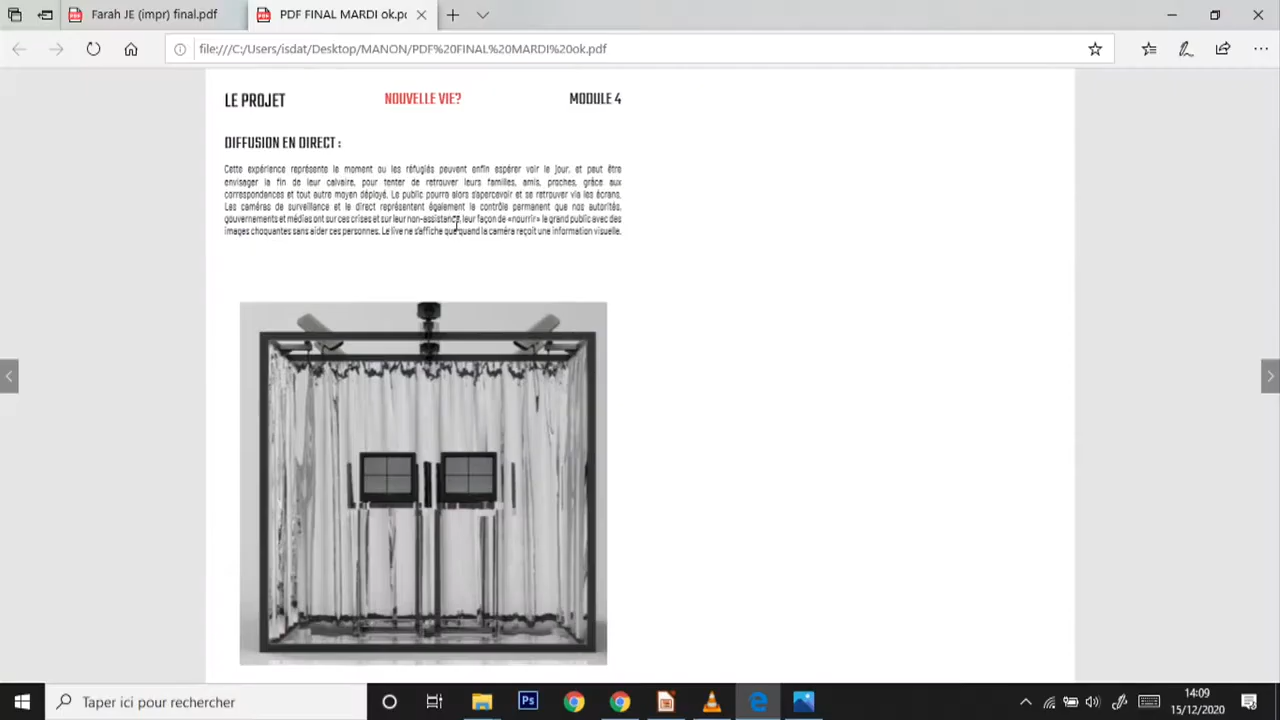 Farah JE (impr) final.pdf
PDF FINAL MARDI ok.pc
file:///C:/Users/isdat/Desktop/MANON/PDF%20FINAL%20MARDI%20ok.pdf
LE PROJET NOUVELLE VIE? MODULE 4
DIFFUSION EN DIRECT :
Cette expérience représente le moment ou les réfugiés peuvent enfin espérer voir le jour, et peut être
envisager la fin de leur calvaire, pour tenter de retrouver leurs familles, amis, proches, grâce aux
correspondances et tout autre moyen déployé. Le public pourra alors s'apercevoir et se retrouver via les écrans.
Les caméras de surveillance et le direct représentent également le contrôle permanent que nos autorités,
gouvernements et médias ont sur ces crises et sur leur non-assistance, leur façon de «nourrir» le grand public avec des
images choquantes sans aider ces personnes. Le live ne s'affiche que quand la caméra reçoit une information visuelle.
Taper ici pour rechercher
Ps
14:09
15/12/2020